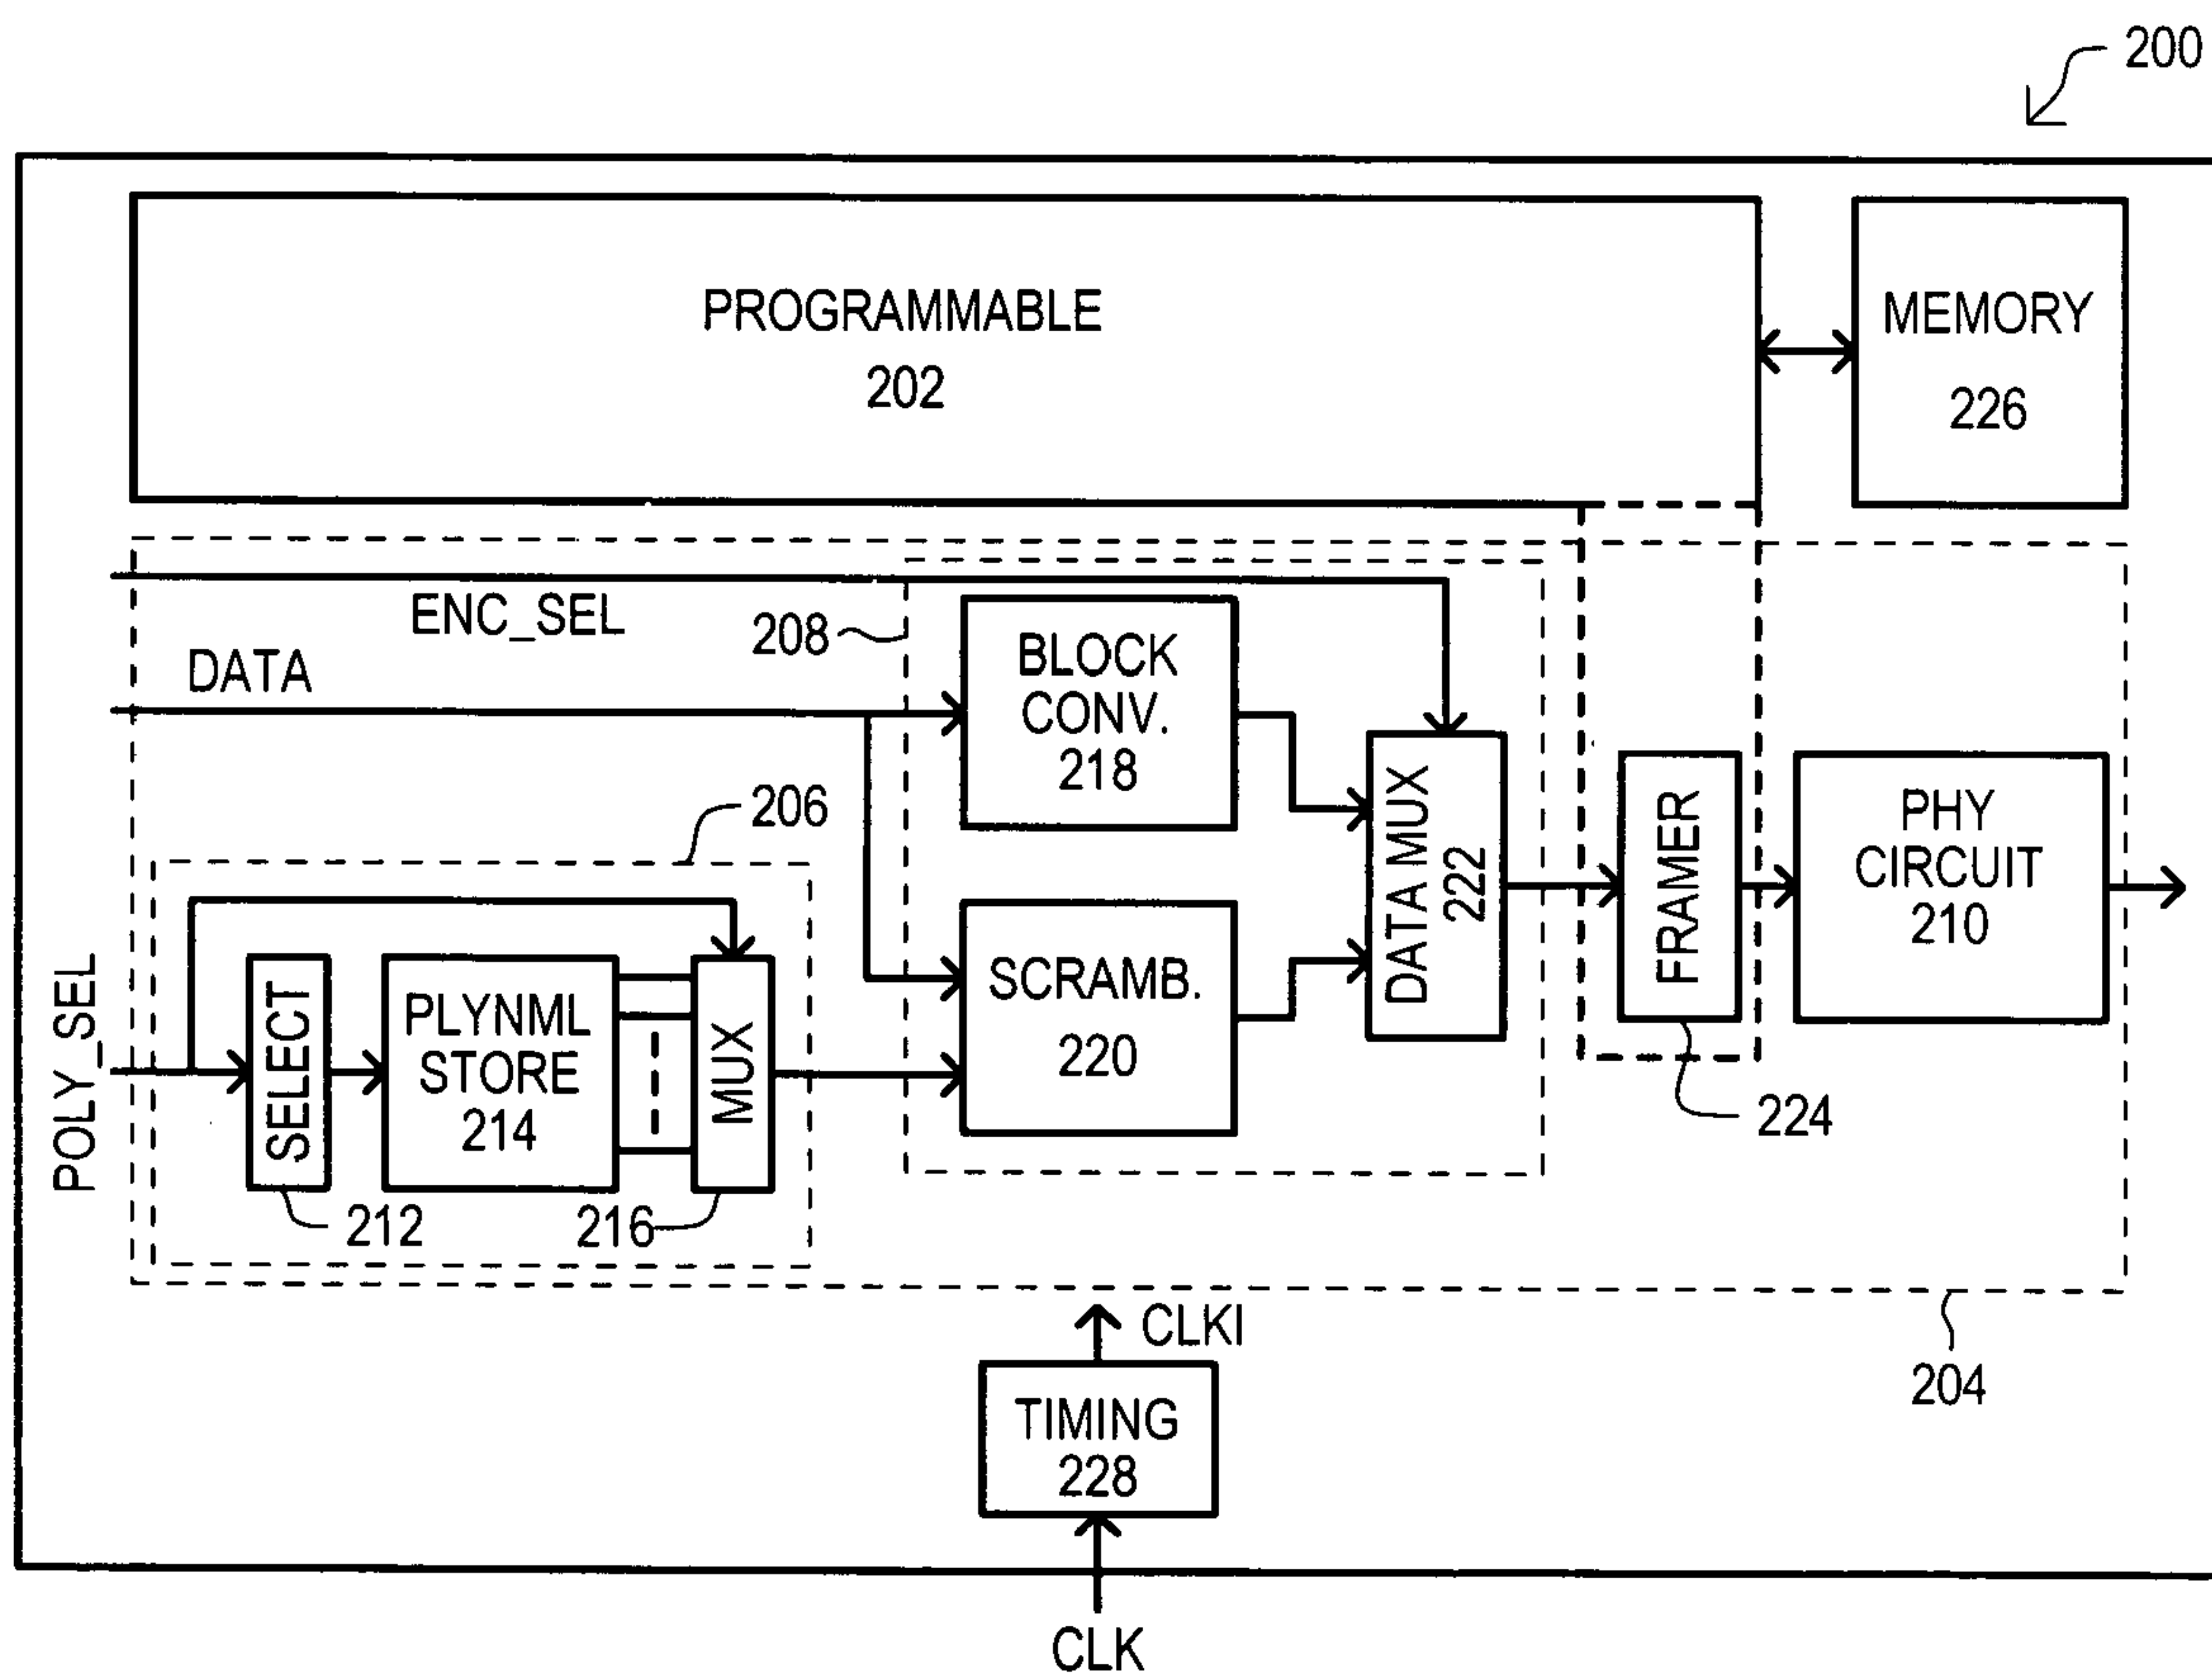 200
PROGRAMMABLE
202
MEMORY
226
ENC_SEL
208
DATA
BLOCK
CONV.
218
206
DATA MUX
222
FRAMER
PHY
CIRCUIT
210
POLY_SEL
SELECT
PLYNML
STORE
214
MUX
SCRAMB.
220
224
212
216
CLKI
204
TIMING
228
CLK